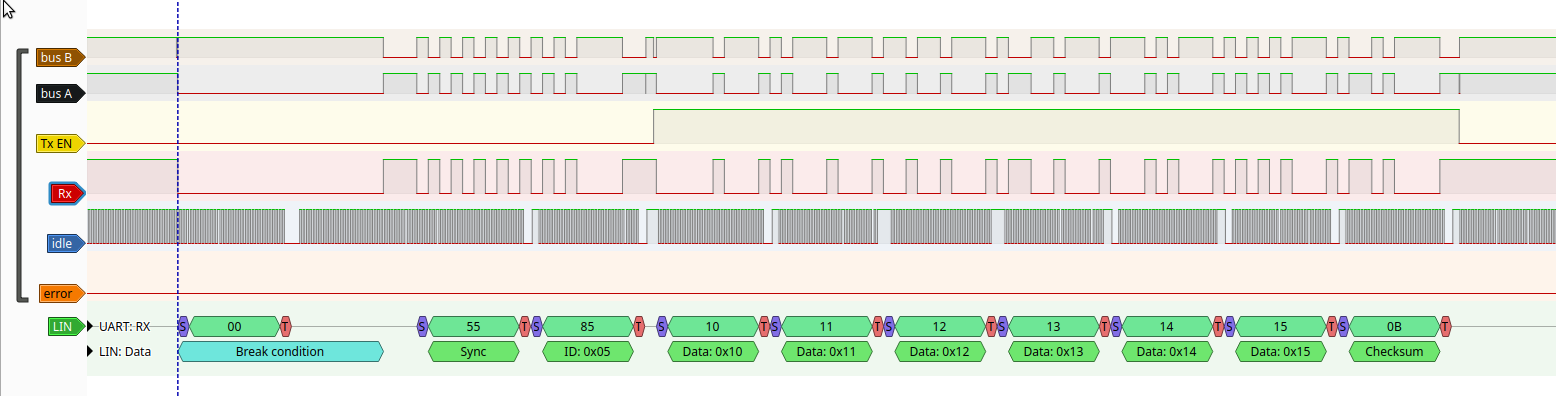 bus B
bus A
Tx EN
Rx
idle
error
LIN UART: RX S 00 T S 55 T S 85 T S 10 T S 11 T S 12 T S 13 T S 14 T S 15 T S 0B T
LIN: Data Break condition Sync ID: 0x05 Data: 0x10 Data: 0x11 Data: 0x12 Data: 0x13 Data: 0x14 Data: 0x15 Checksum